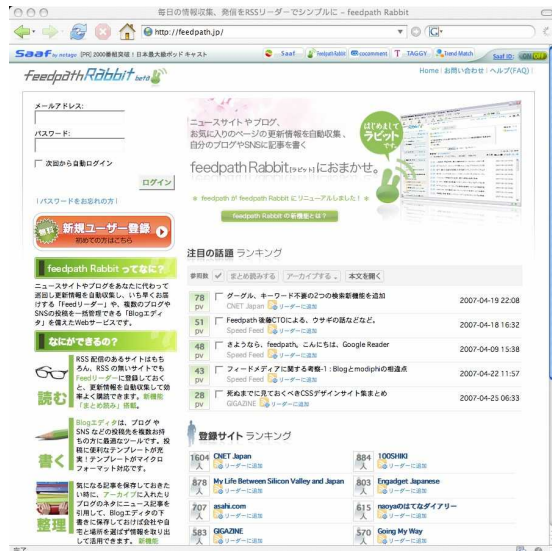 毎日の情報収集、発信をRSSリーダーでシンプルに – feedpath Rabbit
http://feedpath.jp/
Saaf by metapo [PR] 2000番組突破！日本最大級ポッドキャスト
Saaf Feedpath Rabbit cocomment TAGGY Trend Match Saaf ID:
feedpath Rabbit beta
Home | お問い合わせ | ヘルプ(FAQ) |
メールアドレス:
パスワード:
次回から自動ログイン
ログイン
| パスワードをお忘れの方 |
無料 新規ユーザー登録
初めての方はこちら
ニュースサイトやブログ、
お気に入りのページの更新情報を自動収集、
自分のブログやSNSに記事を書く
feedpath Rabbit[ラビット]におまかせ。
はじめまして
ラビット
です。
feedpath が feedpath Rabbit にリニューアルしました！
feedpath Rabbit の新機能とは？
feedpath Rabbit ってなに？
ニュースサイトやブログをあなたに代わって
巡回し更新情報を自動収集し、いち早くお届
けする「Feedリーダー」や、複数のブログや
SNSの投稿を一括管理できる「Blogエディ
タ」を備えたWebサービスです。
なにができるの？
読む
RSS 配信のあるサイトはもち
ろん、RSS の無いサイトでも
Feedリーダーに登録しておく
と、更新情報を自動収集して効
率よく購読できます。新機能
「まとめ読み」搭載。
書く
Blogエディタは、ブログ や
SNS などの投稿先を複数お持
ちの方に最適なツールです。投
稿に便利なテンプレートが充
実！テンプレートがマイクロ
フォーマット対応です。
整理
気になる記事を保存しておきた
い時に、アーカイブに入れたり
ブログのネタにニュース記事を
引用して、Blogエディタの下
書きに保存しておけば会社や自
宅と場所を選ばず情報を取り出
して活用できます。 新機能
注目の話題 ランキング
参照数 まとめ読みする アーカイブする 本文を開く
78 pv グーグル、キーワード不要の2つの検索新機能を追加 2007-04-19 22:08
CNET Japan リーダーに追加
51 pv Feedpath 後藤CTOによる、ウサギの話などなど。 2007-04-18 16:32
Speed Feed リーダーに追加
48 pv さようなら、feedpath、こんにちは、Google Reader 2007-04-09 15:38
Speed Feed リーダーに追加
43 pv フィードメディアに関する考察-1 : Blogとmodiphiの相違点 2007-04-22 11:57
Speed Feed リーダーに追加
28 pv 死ぬまでに見ておくべきCSSデザインサイト集まとめ 2007-04-25 06:33
GIGAZINE リーダーに追加
登録サイト ランキング
1604 人 CNET Japan リーダーに追加
884 人 100SHIKI リーダーに追加
878 人 My Life Between Silicon Valley and Japan リーダーに追加
803 人 Engadget Japanese リーダーに追加
707 人 asahi.com リーダーに追加
615 人 naoyaのはてなダイアリー リーダーに追加
583 人 GIGAZINE リーダーに追加
570 人 Going My Way リーダーに追加
完了